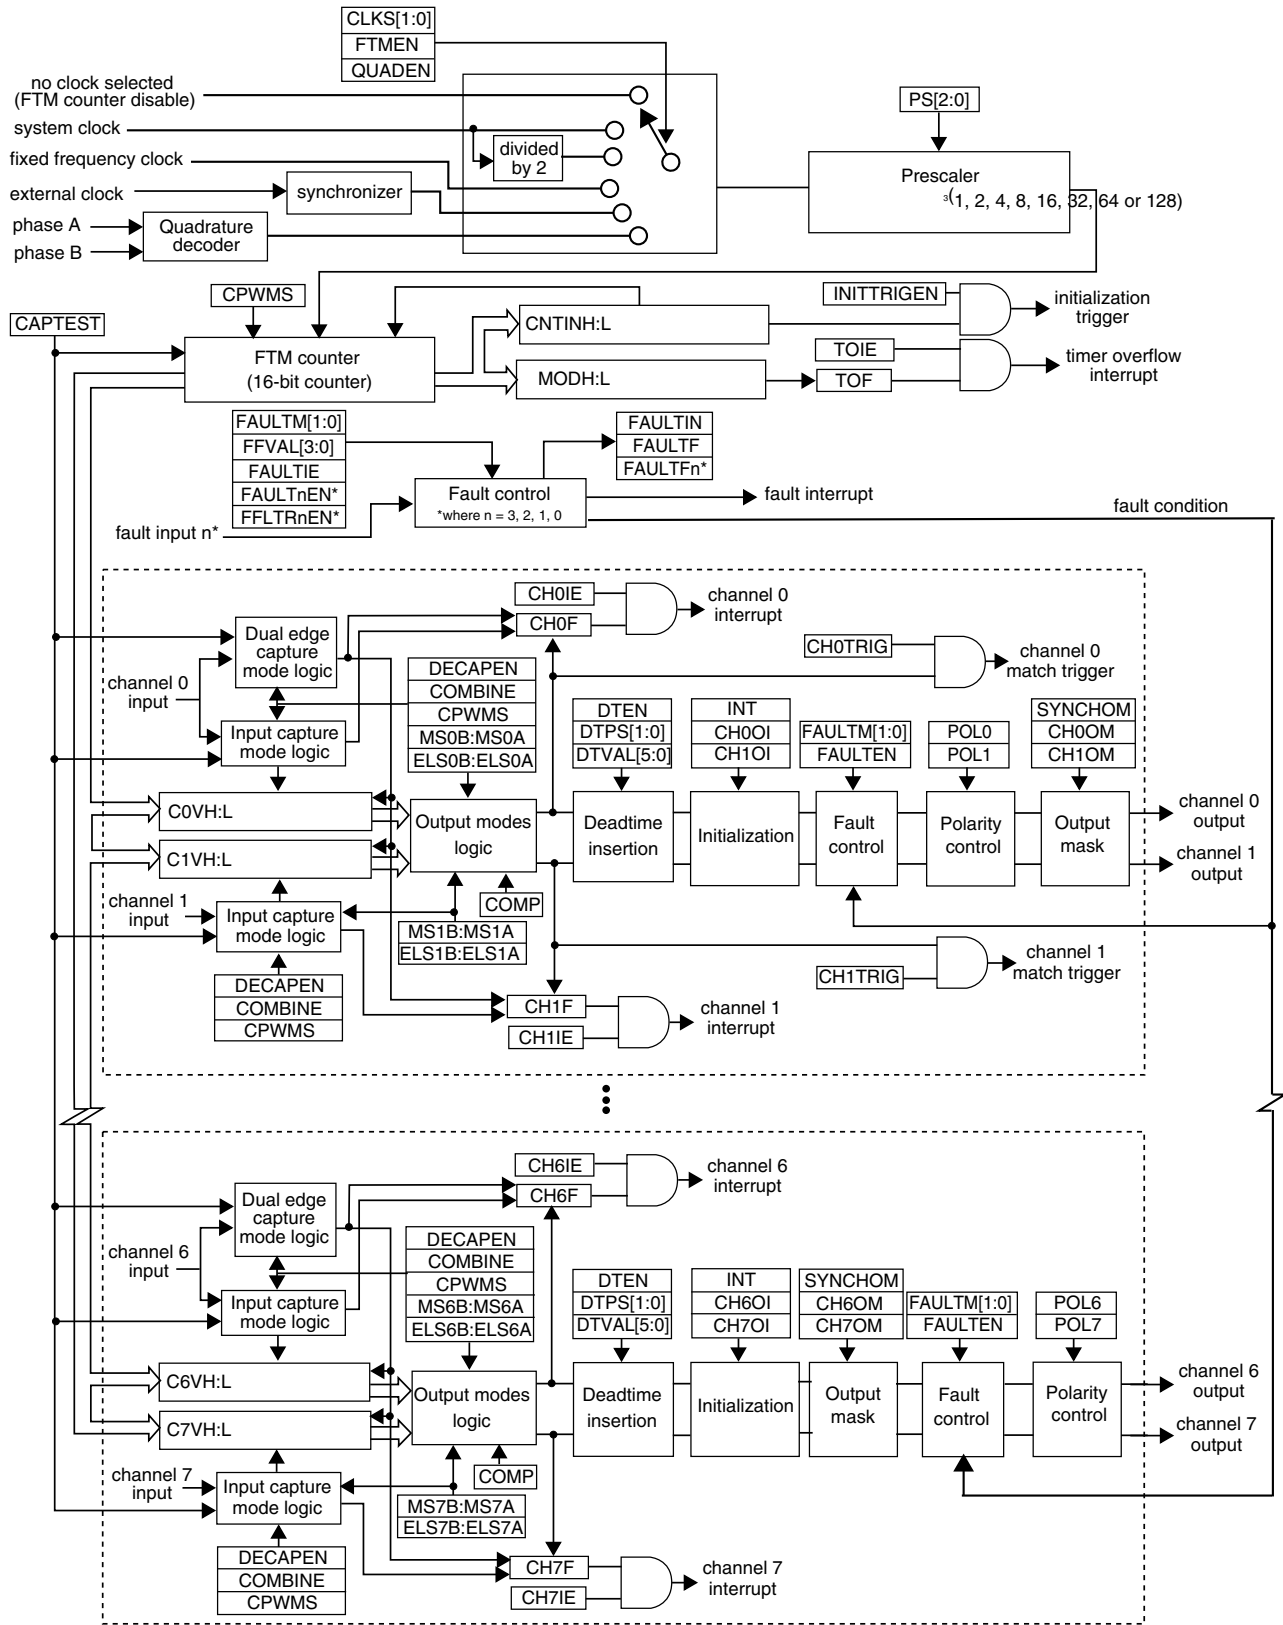 CLKS[1:0]
FTMEN
QUADEN
no clock selected
(FTM counter disable)
system clock
fixed frequency clock
external clock
phase A
phase B
synchronizer
Quadrature
decoder
divided
by 2
PS[2:0]
Prescaler
3(1, 2, 4, 8, 16, 32, 64 or 128)
CPWMS
CAPTEST
FTM counter
(16-bit counter)
CNTINH:L
MODH:L
INITTRIGEN
initialization
trigger
TOIE
TOF
timer overflow
interrupt
FAULTM[1:0]
FFVAL[3:0]
FAULTIE
FAULTnEN*
FFLTRnEN*
fault input n*
Fault control
*where n = 3, 2, 1, 0
FAULTIN
FAULTF
FAULTFn*
fault interrupt
fault condition
CH0IE
CH0F
channel 0
interrupt
Dual edge
capture
mode logic
channel 0
input
Input capture
mode logic
DECAPEN
COMBINE
CPWMS
MS0B:MS0A
ELS0B:ELS0A
CH0TRIG
channel 0
match trigger
DTEN
DTPS[1:0]
DTVAL[5:0]
INT
CH0OI
CH1OI
FAULTM[1:0]
FAULTEN
POL0
POL1
SYNCHOM
CH0OM
CH1OM
C0VH:L
C1VH:L
Output modes
logic
Deadtime
insertion
Initialization
Fault
control
Polarity
control
Output
mask
channel 0
output
channel 1
output
channel 1
input
Input capture
mode logic
COMP
MS1B:MS1A
ELS1B:ELS1A
DECAPEN
COMBINE
CPWMS
CH1TRIG
channel 1
match trigger
CH1F
CH1IE
channel 1
interrupt
CH6IE
CH6F
channel 6
interrupt
Dual edge
capture
mode logic
channel 6
input
Input capture
mode logic
DECAPEN
COMBINE
CPWMS
MS6B:MS6A
ELS6B:ELS6A
DTEN
DTPS[1:0]
DTVAL[5:0]
INT
CH6OI
CH7OI
SYNCHOM
CH6OM
CH7OM
FAULTM[1:0]
FAULTEN
POL6
POL7
C6VH:L
C7VH:L
Output modes
logic
Deadtime
insertion
Initialization
Output
mask
Fault
control
Polarity
control
channel 6
output
channel 7
output
channel 7
input
Input capture
mode logic
COMP
MS7B:MS7A
ELS7B:ELS7A
DECAPEN
COMBINE
CPWMS
CH7F
CH7IE
channel 7
interrupt